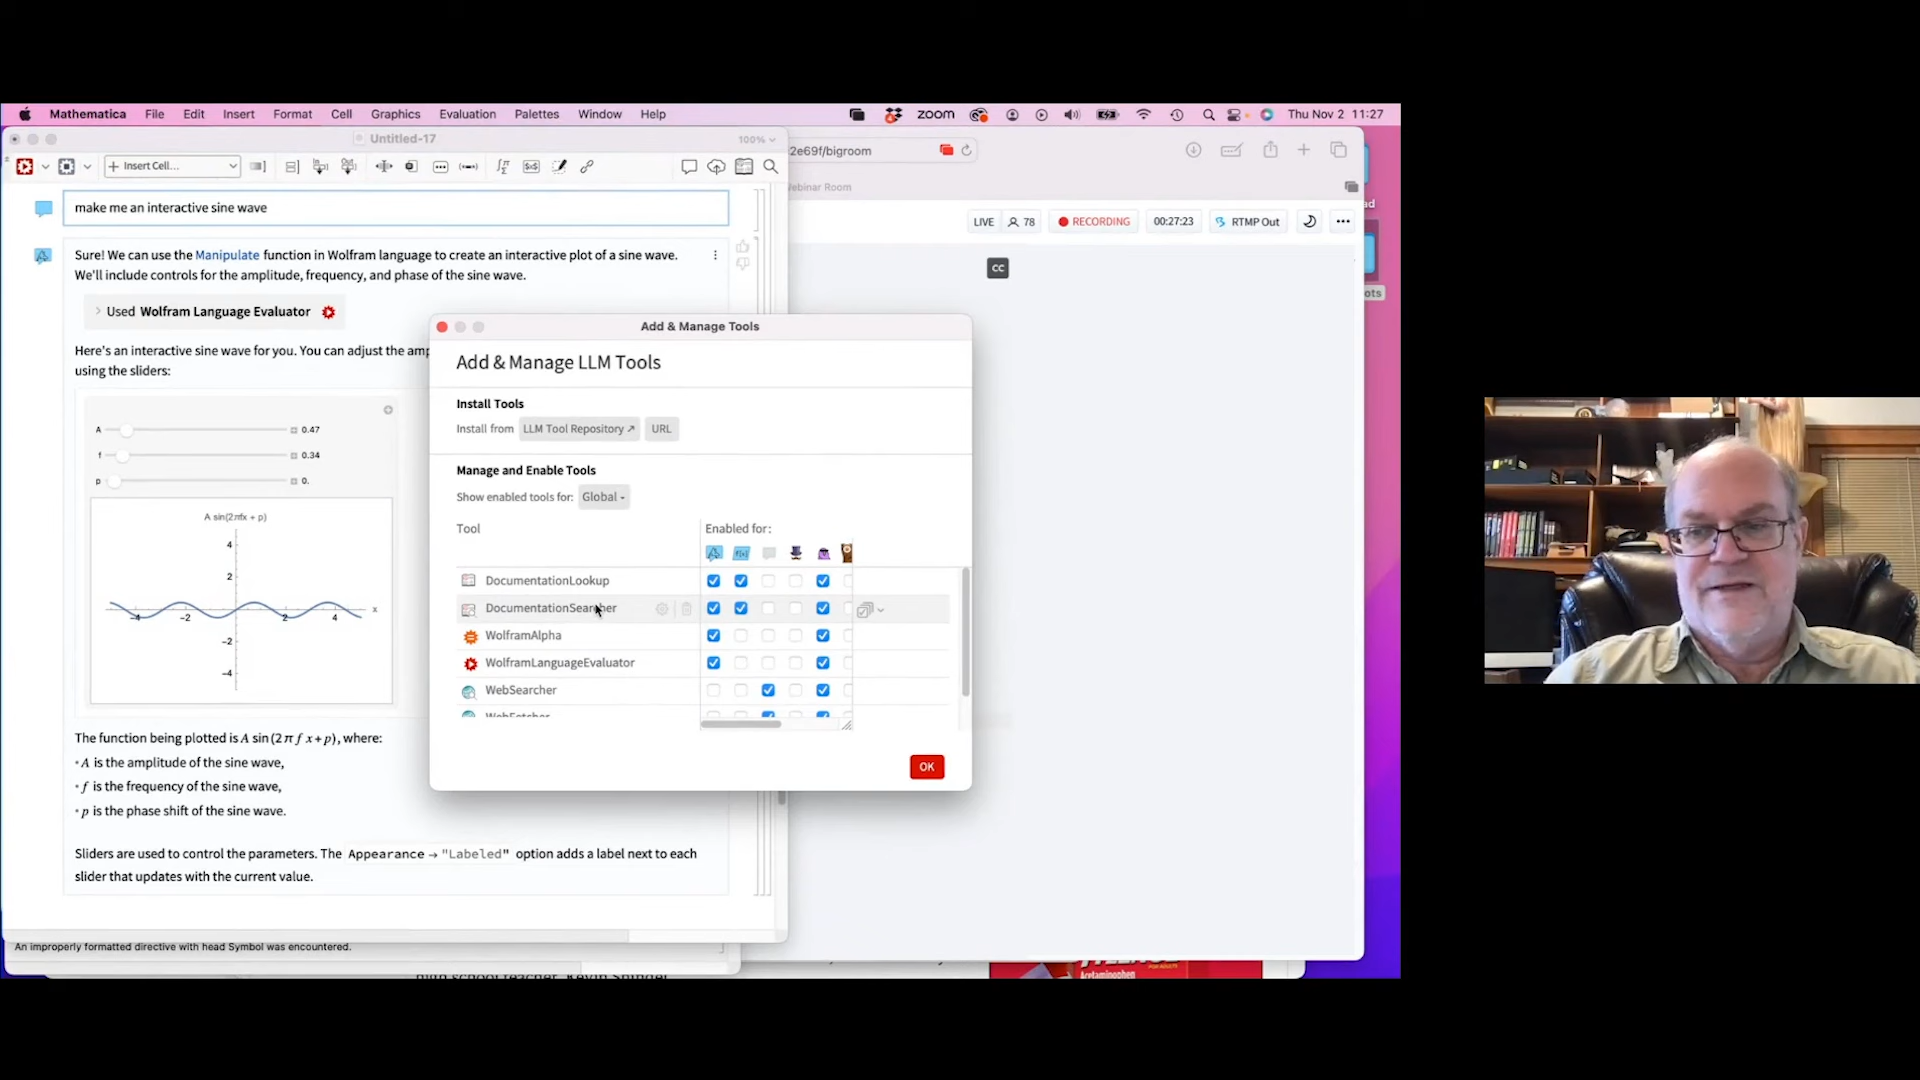 Mathematica File Edit Insert Format Cell Graphics Evaluation Palettes Window Help zoom Thu Nov 2 11:27
Untitled-17 100%
Insert Cell...
make me an interactive sine wave
Sure! We can use the Manipulate function in Wolfram language to create an interactive plot of a sine wave.
We'll include controls for the amplitude, frequency, and phase of the sine wave.
Used Wolfram Language Evaluator
Here's an interactive sine wave for you. You can adjust the
using the sliders:
A 0.47
f 0.34
p 0.
A sin(2πfx + p)
4
2
-4 -2 2 4 x
-2
-4
The function being plotted is A sin(2 π f x + p), where:
• A is the amplitude of the sine wave,
• f is the frequency of the sine wave,
• p is the phase shift of the sine wave.
Sliders are used to control the parameters. The Appearance → "Labeled" option adds a label next to each
slider that updates with the current value.
An improperly formatted directive with head Symbol was encountered.
Add & Manage Tools
Add & Manage LLM Tools
Install Tools
Install from LLM Tool Repository ↗ URL
Manage and Enable Tools
Show enabled tools for: Global
Tool Enabled for:
DocumentationLookup
DocumentationSearcher
WolframAlpha
WolframLanguageEvaluator
WebSearcher
WebFetcher
OK
2e69f/bigroom
Webinar Room
LIVE 78 RECORDING 00:27:23 RTMP Out
CC
Acetaminophen